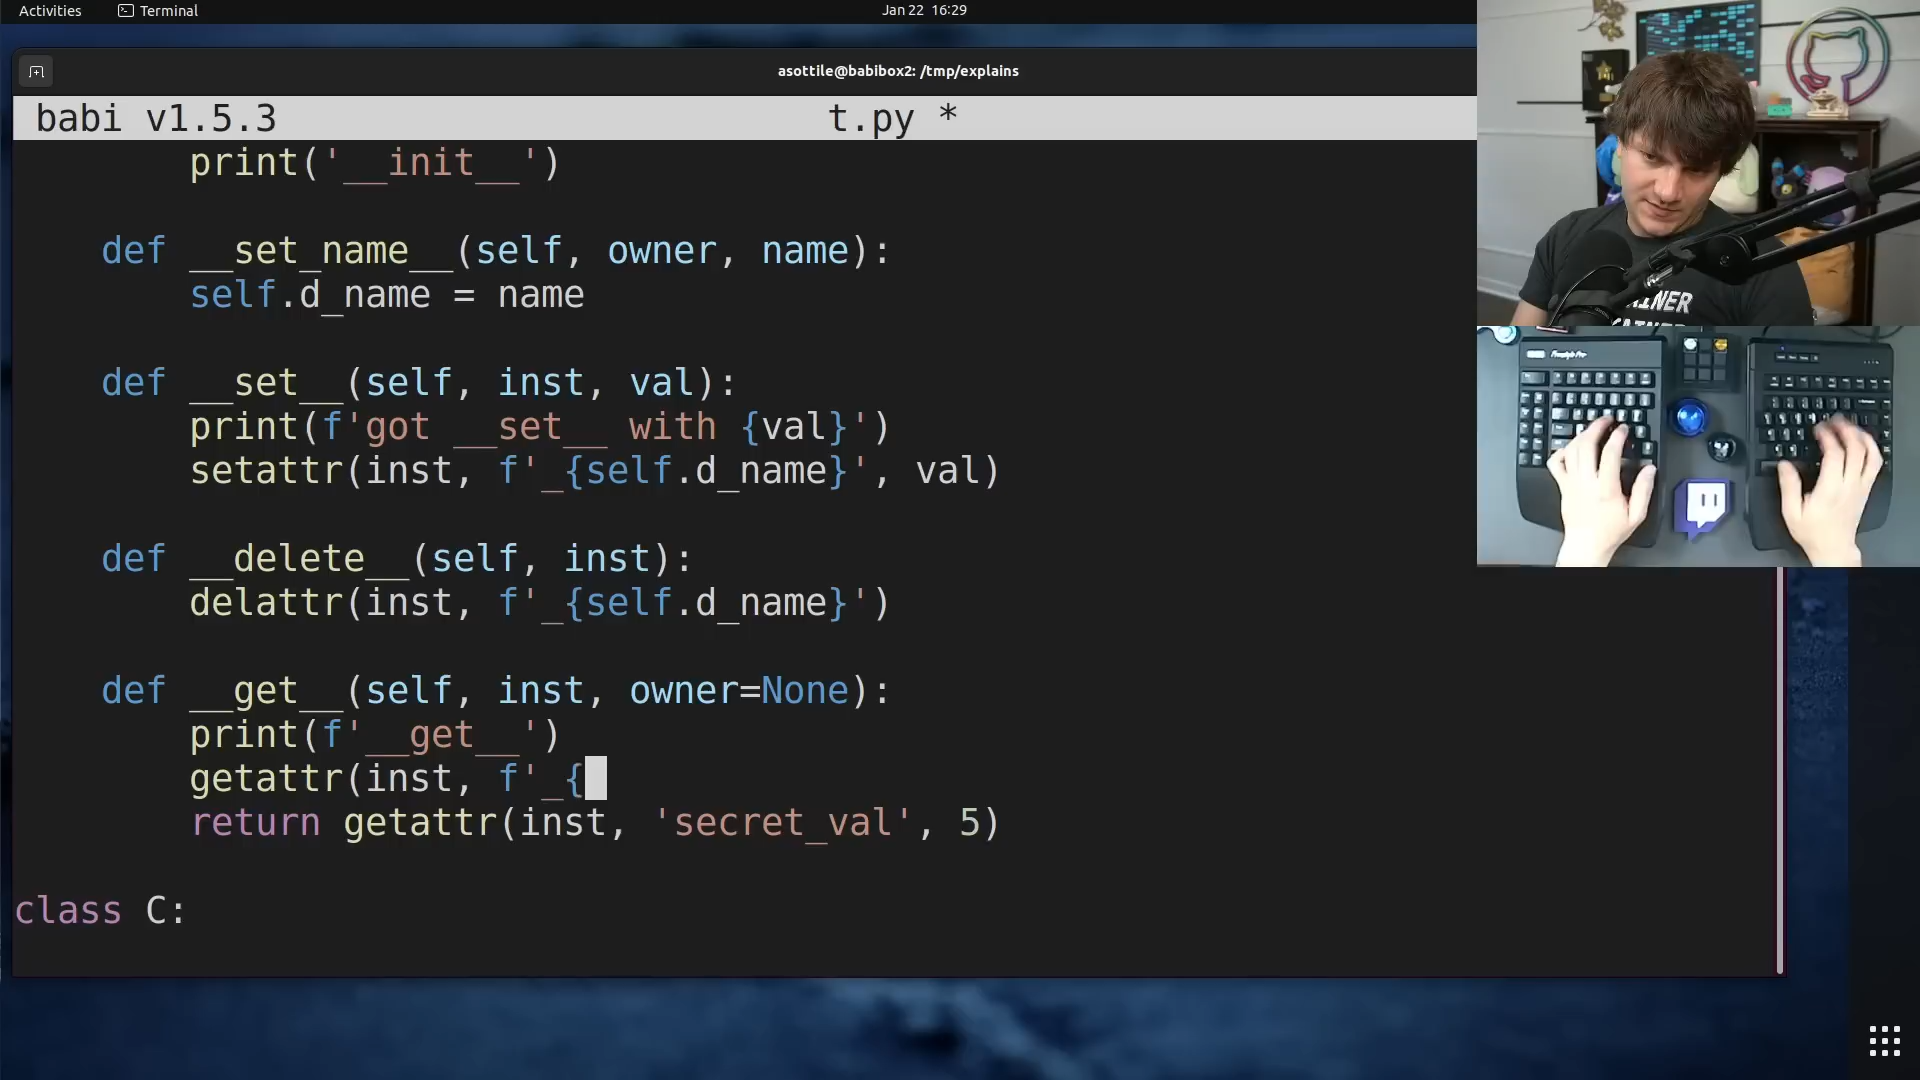 Activities
Terminal
Jan 22 16:29
asottile@babibox2: /tmp/explains
babi v1.5.3
t.py *
print('__init__')
def __set_name__(self, owner, name):
self.d_name = name
def __set__(self, inst, val):
print(f'got __set__ with {val}')
setattr(inst, f'_{self.d_name}', val)
def __delete__(self, inst):
delattr(inst, f'_{self.d_name}')
def __get__(self, inst, owner=None):
print(f'__get__')
getattr(inst, f'_{
return getattr(inst, 'secret_val', 5)
class C:
Freestyle Pro